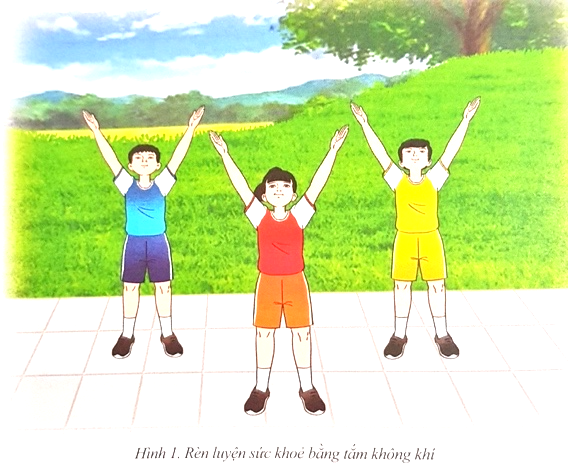 Hình 1. Rèn luyện sức khoẻ bằng tắm không khí